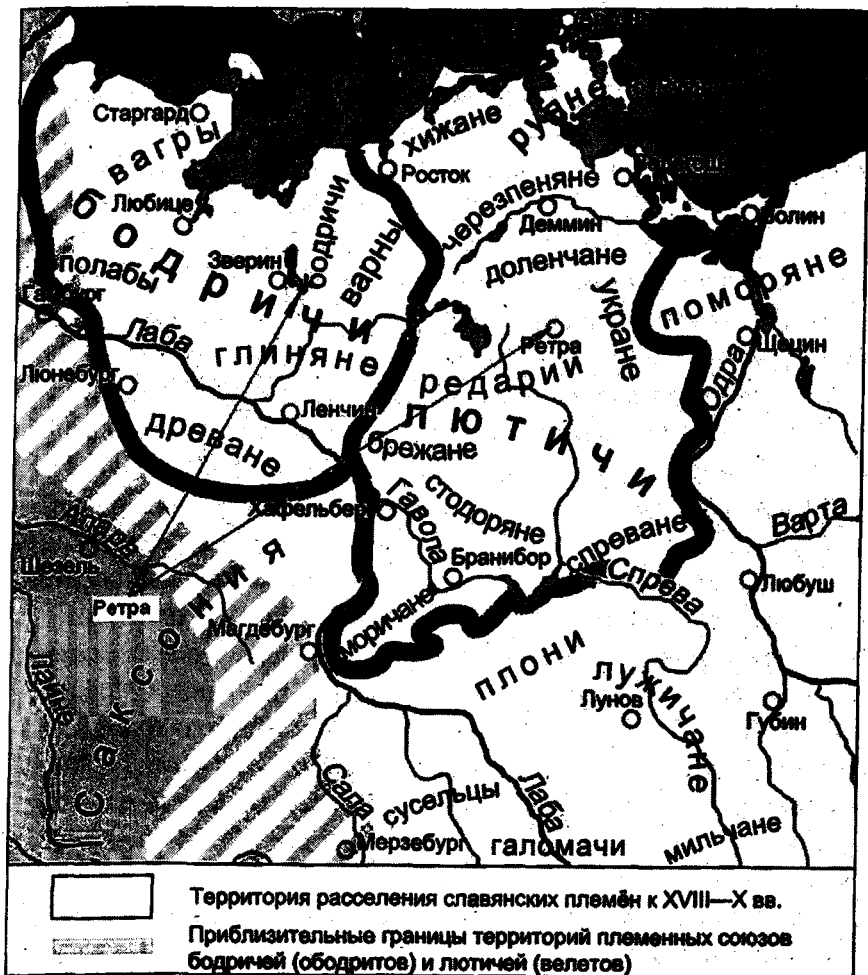 Старгард
вагры
хижане
руяне
Росток
Любице
бодричи
черезпеняне
Деммин
Волин
Зверин
варны
доленчане
полабы
БОДРИЧИ
укране
поморяне
Лаба
глиняне
Ретра
Щецин
Люнебург
редарии
Одра
Ленчин
древане
ЛЮТИЧИ
брежане
Хафельберг
Гавола
стодоряне
Варта
Шезель
Бранибор
спреване
Спрева
Любуш
Ретра
Саксония
Магдебург
моричане
плони
лужичане
Лунов
Губин
Сала
сусельцы
Лаба
Мерзебург
галомачи
мильчане
Территория расселения славянских племён к XVIII—X вв.
Приблизительные границы территорий племенных союзов
бодричей (ободритов) и лютичей (велетов)